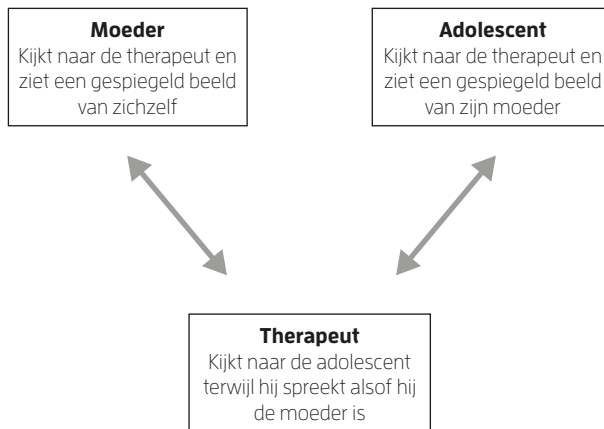 Moeder
Kijkt naar de therapeut en
ziet een gespiegeld beeld
van zichzelf
Adolescent
Kijkt naar de therapeut en
ziet een gespiegeld beeld
van zijn moeder
Therapeut
Kijkt naar de adolescent
terwijl hij spreekt alsof hij
de moeder is